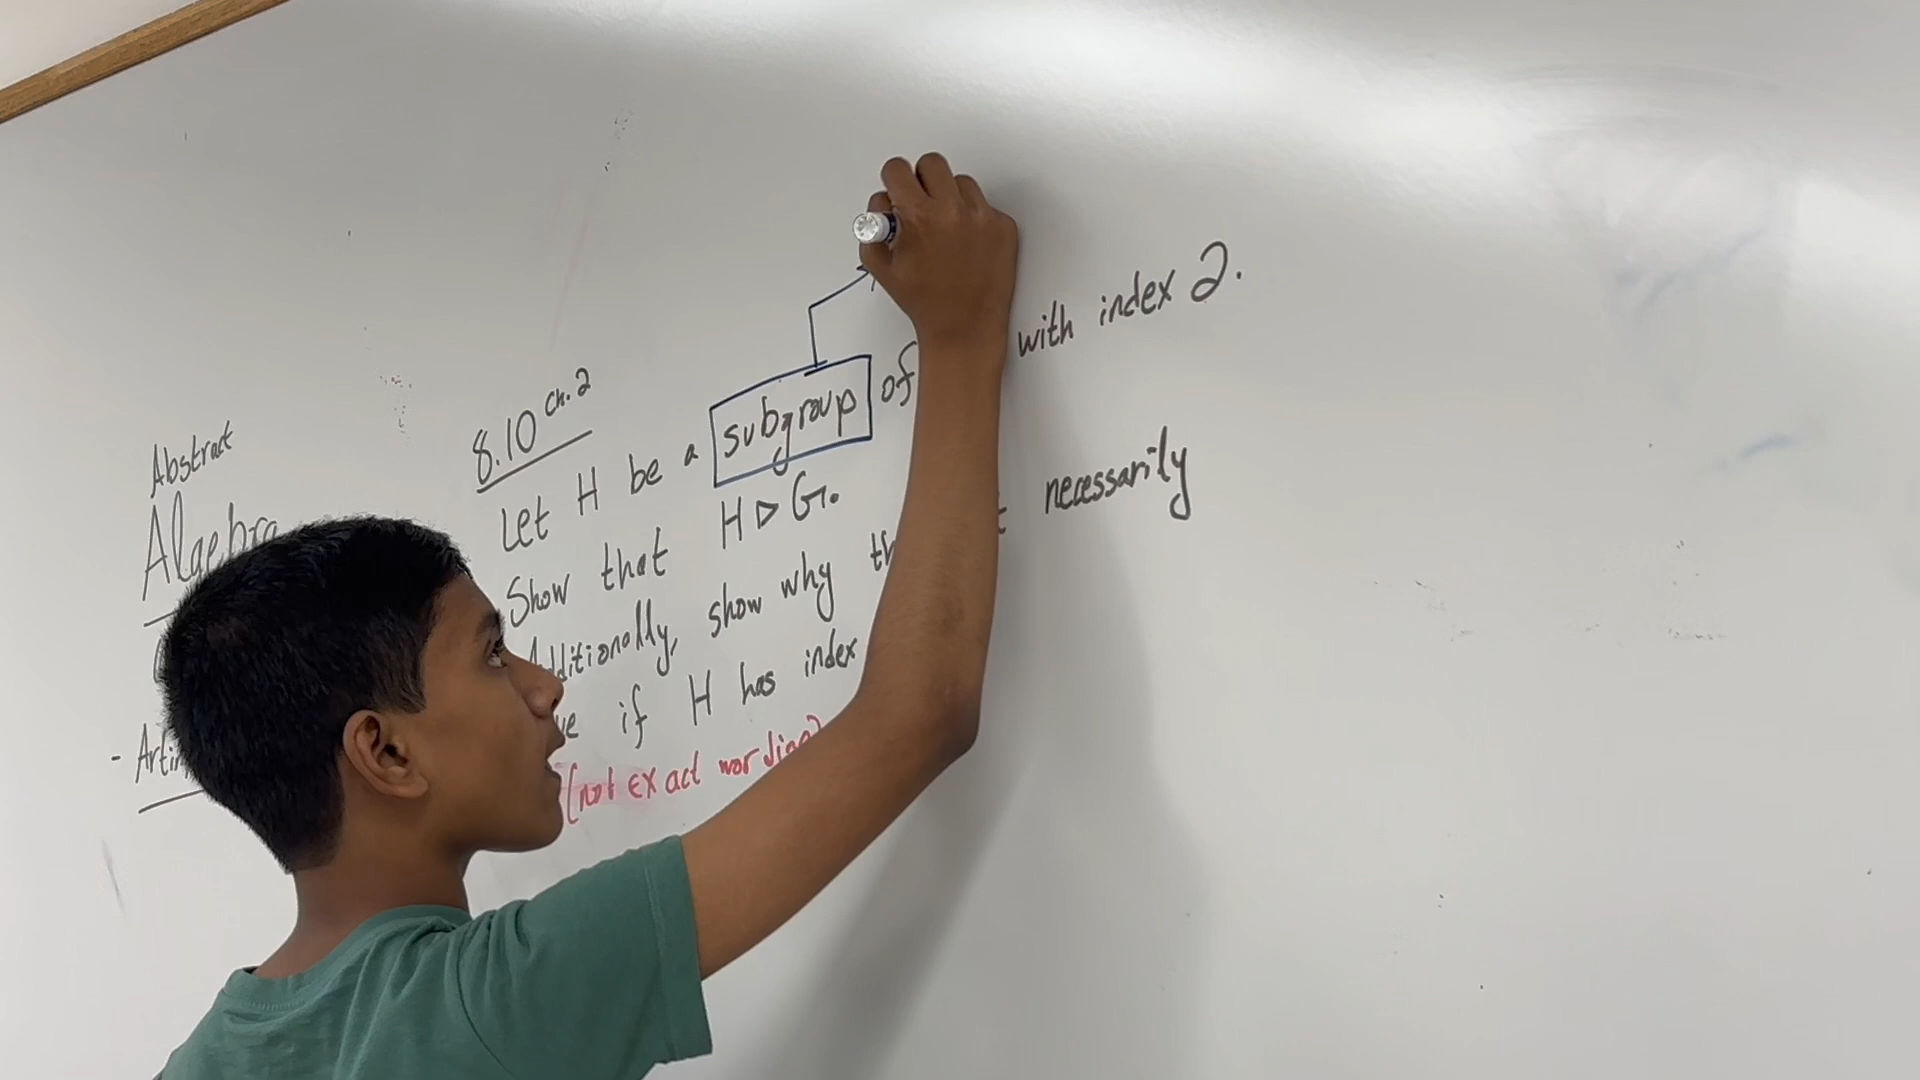 Abstract
Algebra
- Artin
8.10 Ch. 2
Let H be a subgroup of with index 2.
Show that H ▷ G.
Additionally, show why necessarily
if H has index
(not exact wording)